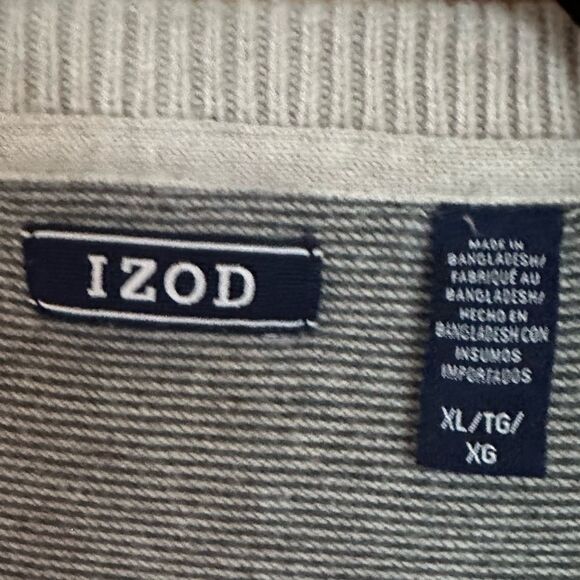 IZOD
MADE IN
BANGLADESH/
FABRIQUÉ AU
BANGLADESH/
HECHO EN
BANGLADESH CON
INSUMOS
IMPORTADOS
XL/TG/
XG